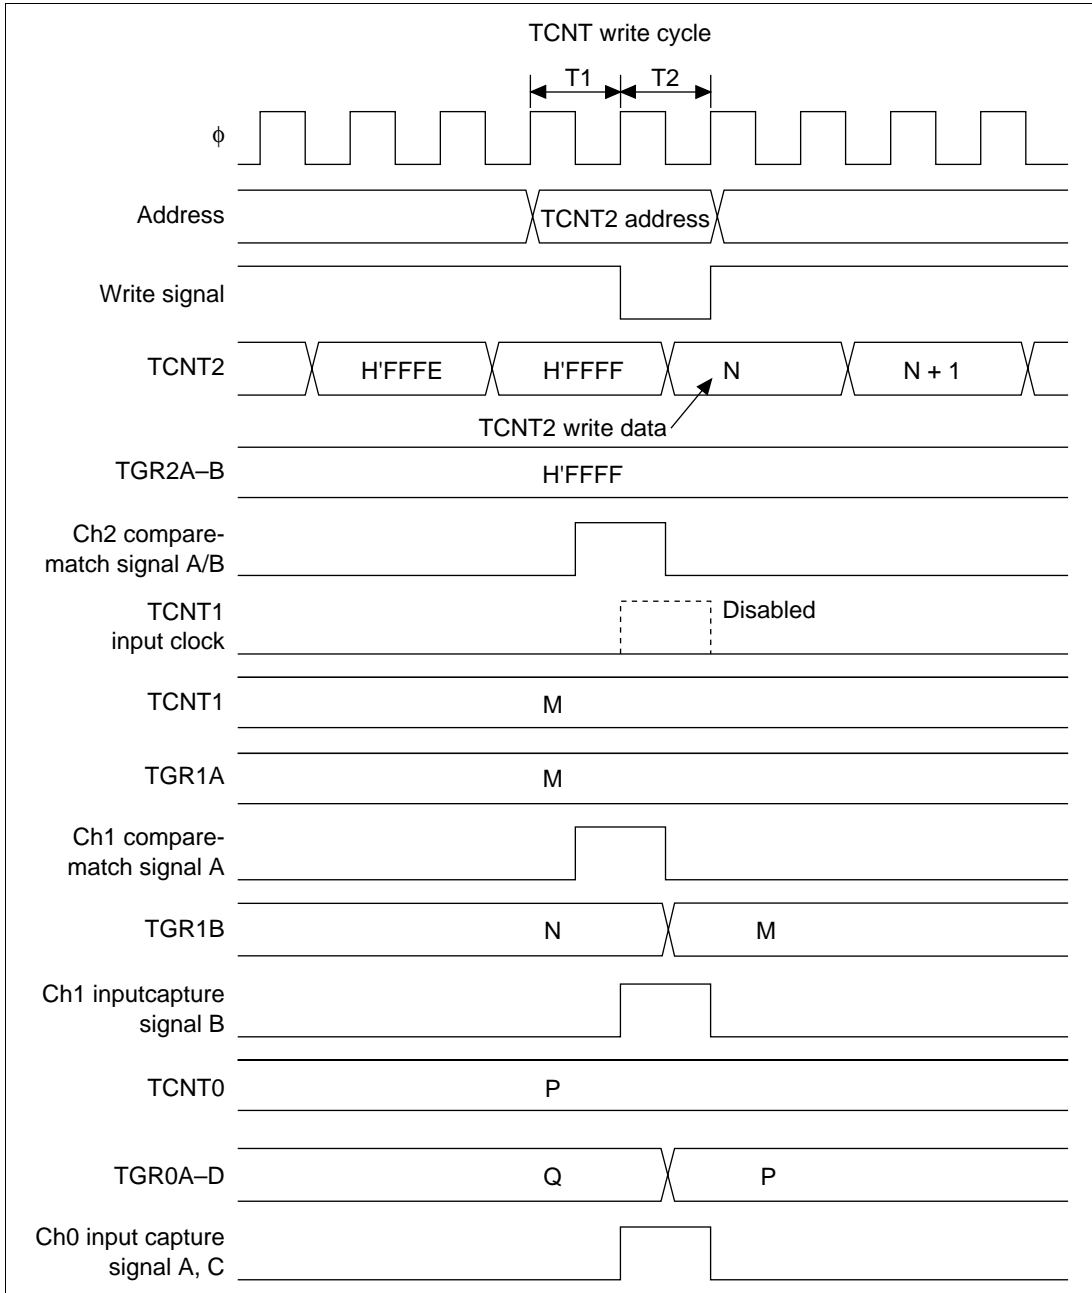 TCNT write cycle
T1 T2
ϕ
Address TCNT2 address
Write signal
TCNT2 H'FFFE H'FFFF N N + 1
TCNT2 write data
TGR2A–B H'FFFF
Ch2 compare-
match signal A/B
TCNT1 Disabled
input clock
TCNT1 M
TGR1A M
Ch1 compare-
match signal A
TGR1B N M
Ch1 inputcapture
signal B
TCNT0 P
TGR0A–D Q P
Ch0 input capture
signal A, C